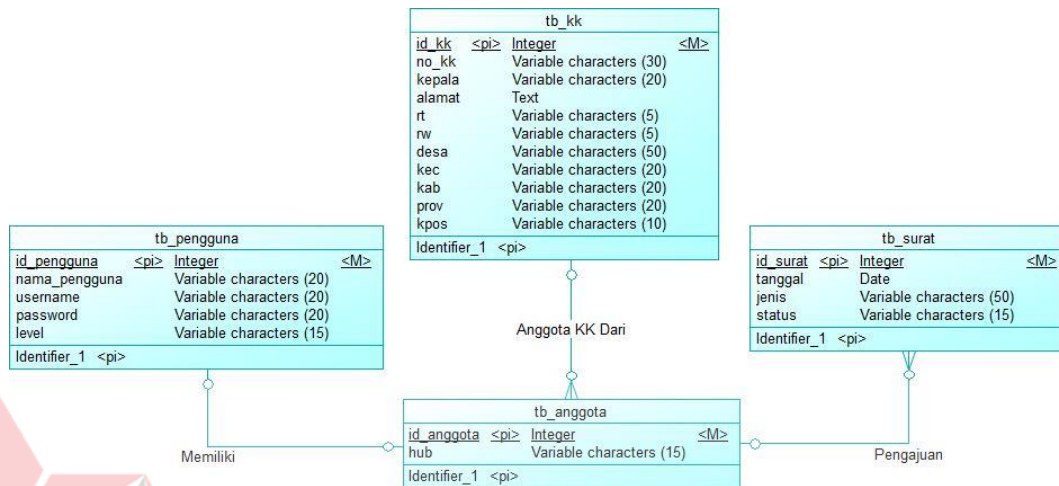 tb_kk
id_kk <pi> Integer <M>
no_kk Variable characters (30)
kepala Variable characters (20)
alamat Text
rt Variable characters (5)
rw Variable characters (5)
desa Variable characters (50)
kec Variable characters (20)
kab Variable characters (20)
prov Variable characters (20)
kpos Variable characters (10)
Identifier_1 <pi>
tb_pengguna
id_pengguna <pi> Integer <M>
nama_pengguna Variable characters (20)
username Variable characters (20)
password Variable characters (20)
level Variable characters (15)
Identifier_1 <pi>
tb_surat
id_surat <pi> Integer <M>
tanggal Date
jenis Variable characters (50)
status Variable characters (15)
Identifier_1 <pi>
Anggota KK Dari
tb_anggota
id_anggota <pi> Integer <M>
hub Variable characters (15)
Identifier_1 <pi>
Memiliki
Pengajuan